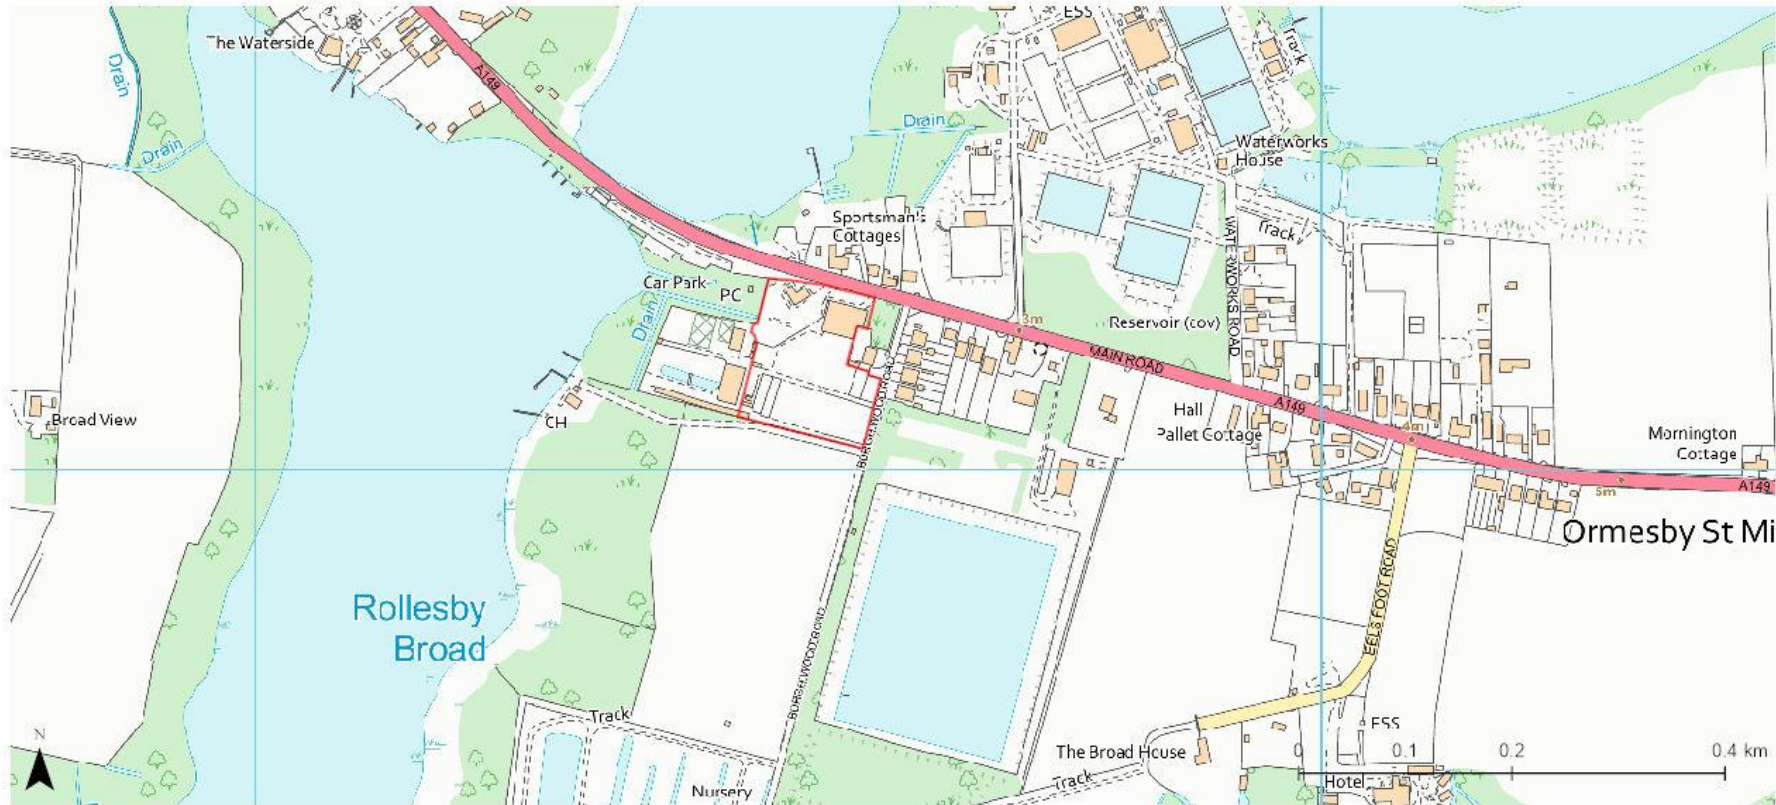 ESS
The Waterside
Drain
A149
Track
Drain
Drain
Waterworks
House
Sportsman's
Cottages
Track
WATERWORKS ROAD
Car Park
PC
Drain
3m
Reservoir (cov)
MAIN ROAD
A149
Broad View
CH
BURGH WOOD ROAD
Hall
Pallet Cottage
4m
Mornington
Cottage
A149
5m
Ormesby St Mi
EELS FOOT ROAD
Rollesby
Broad
BURGH WOOD ROAD
Track
ESS
The Broad House
N
0
0.1
0.2
0.4 km
Track
Hotel
Nursery